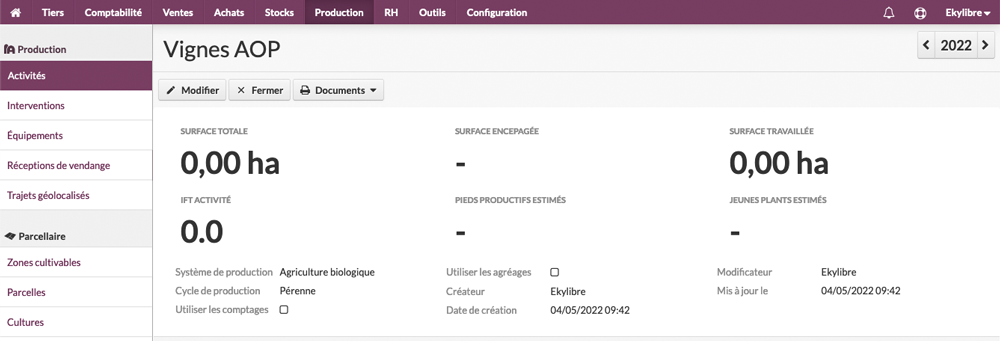 Tiers Comptabilité Ventes Achats Stocks Production RH Outils Configuration Ekylibre
Production
Activités
Interventions
Équipements
Réceptions de vendange
Trajets géolocalisés
Parcellaire
Zones cultivables
Parcelles
Cultures
Vignes AOP
2022
Modifier Fermer Documents
SURFACE TOTALE SURFACE ENCEPAGÉE SURFACE TRAVAILLÉE
0,00 ha - 0,00 ha
IFT ACTIVITÉ PIEDS PRODUCTIFS ESTIMÉS JEUNES PLANTS ESTIMÉS
0.0 - -
Système de production Agriculture biologique Utiliser les agréages Modificateur Ekylibre
Cycle de production Pérenne Créateur Ekylibre Mis à jour le 04/05/2022 09:42
Utiliser les comptages Date de création 04/05/2022 09:42